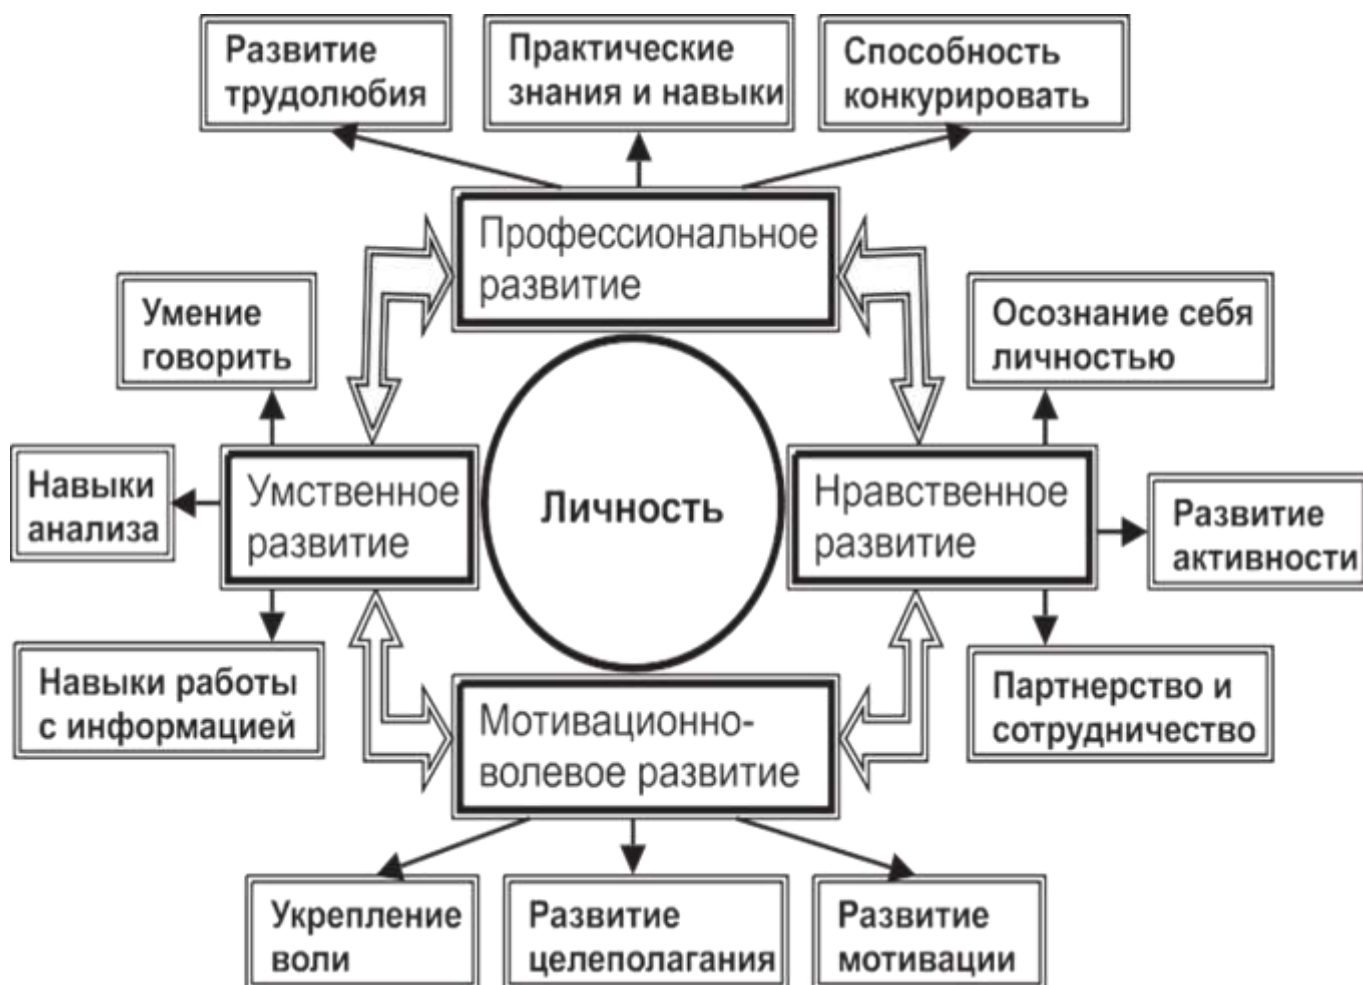 Развитие
трудолюбия
Практические
знания и навыки
Способность
конкурировать
Профессиональное
развитие
Умение
говорить
Осознание себя
личностью
Навыки
анализа
Умственное
развитие
Личность
Нравственное
развитие
Развитие
активности
Навыки работы
с информацией
Мотивационно-
волевое развитие
Партнерство и
сотрудничество
Укрепление
воли
Развитие
целеполагания
Развитие
мотивации